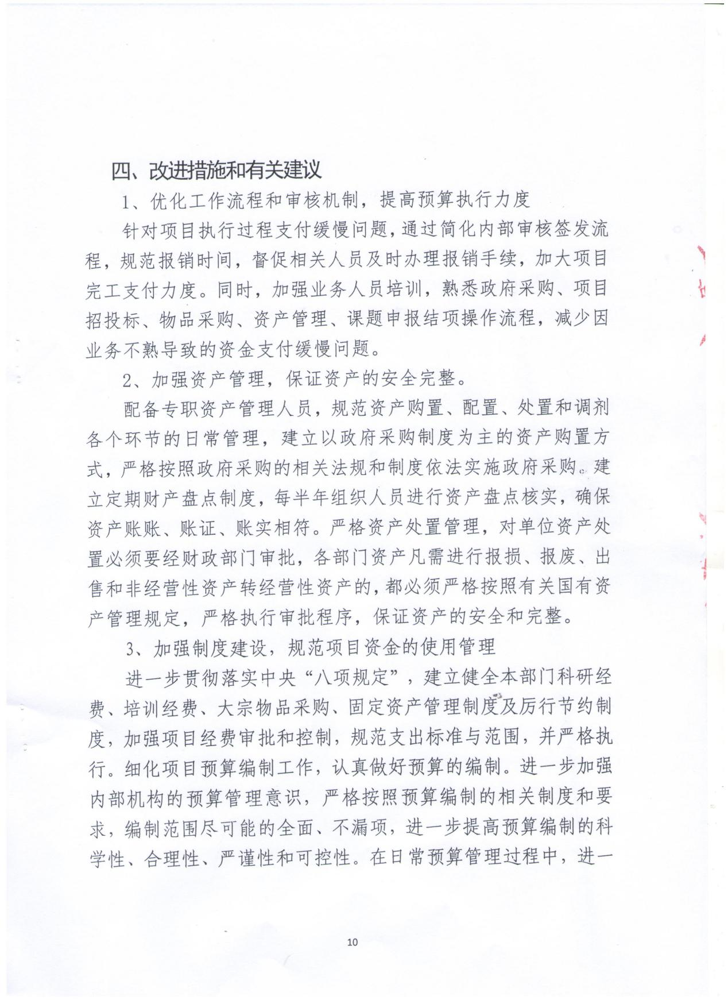 四、改进措施和有关建议
1、优化工作流程和审核机制，提高预算执行力度
针对项目执行过程支付缓慢问题，通过简化内部审核签发流
程，规范报销时间，督促相关人员及时办理报销手续，加大项目
完工支付力度。同时，加强业务人员培训，熟悉政府采购、项目
招投标、物品采购、资产管理、课题申报结项操作流程，减少因
业务不熟导致的资金支付缓慢问题。
2、加强资产管理，保证资产的安全完整。
配备专职资产管理人员，规范资产购置、配置、处置和调剂
各个环节的日常管理，建立以政府采购制度为主的资产购置方
式，严格按照政府采购的相关法规和制度依法实施政府采购。建
立定期财产盘点制度，每半年组织人员进行资产盘点核实，确保
资产账账、账证、账实相符。严格资产处置管理，对单位资产处
置必须要经财政部门审批，各部门资产凡需进行报损、报废、出
售和非经营性资产转经营性资产的，都必须严格按照有关国有资
产管理规定，严格执行审批程序，保证资产的安全和完整。
3、加强制度建设，规范项目资金的使用管理
进一步贯彻落实中央“八项规定”，建立健全本部门科研经
费、培训经费、大宗物品采购、固定资产管理制度及厉行节约制
度，加强项目经费审批和控制，规范支出标准与范围，并严格执
行。细化项目预算编制工作，认真做好预算的编制。进一步加强
内部机构的预算管理意识，严格按照预算编制的相关制度和要
求，编制范围尽可能的全面、不漏项，进一步提高预算编制的科
学性、合理性、严谨性和可控性。在日常预算管理过程中，进一
10